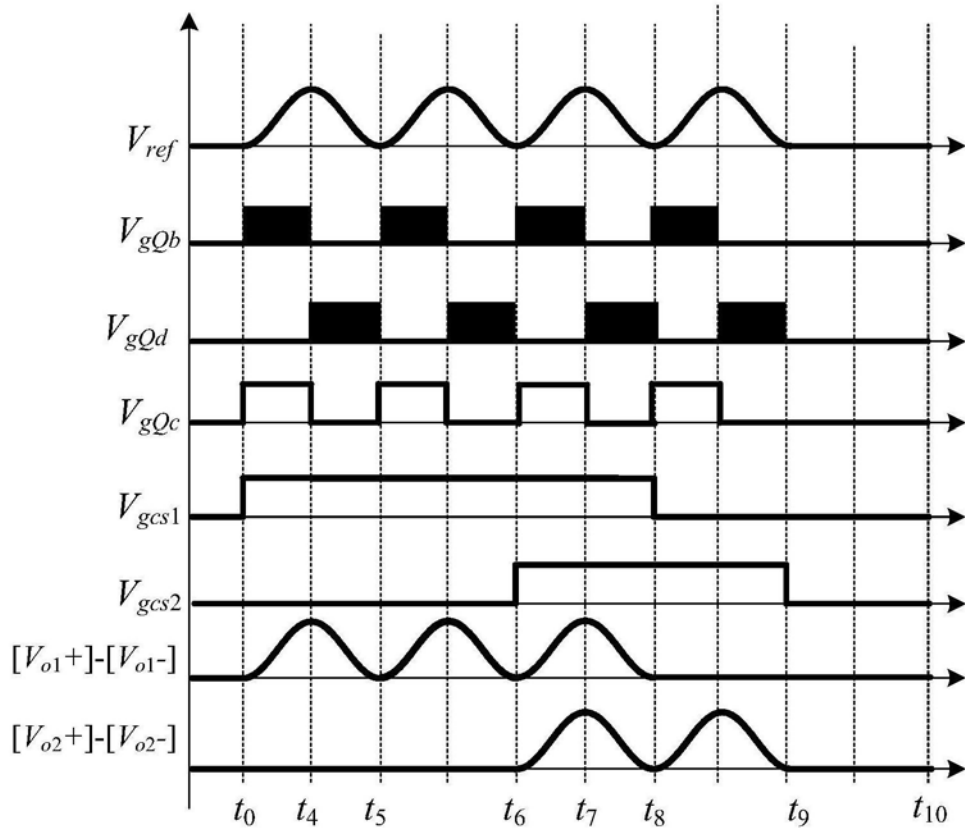 V_ref
V_gQb
V_gQd
V_gQc
V_gcs1
V_gcs2
[V_o1+]-[V_o1-]
[V_o2+]-[V_o2-]
t_0 t_4 t_5 t_6 t_7 t_8 t_9 t_10